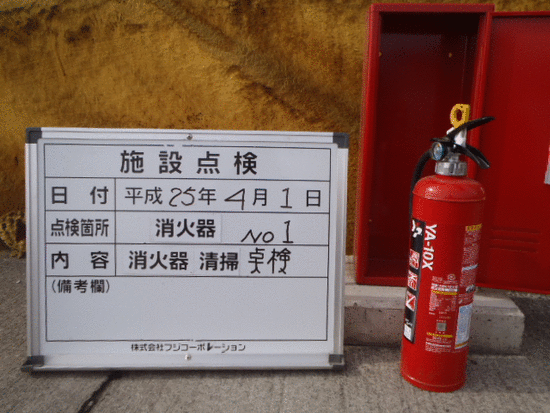 施設点検
日付 平成25年4月1日
点検箇所 消火器 NO1
内容 消火器 清掃 点検
(備考欄)
株式会社フジコーポレーション
YA-10X